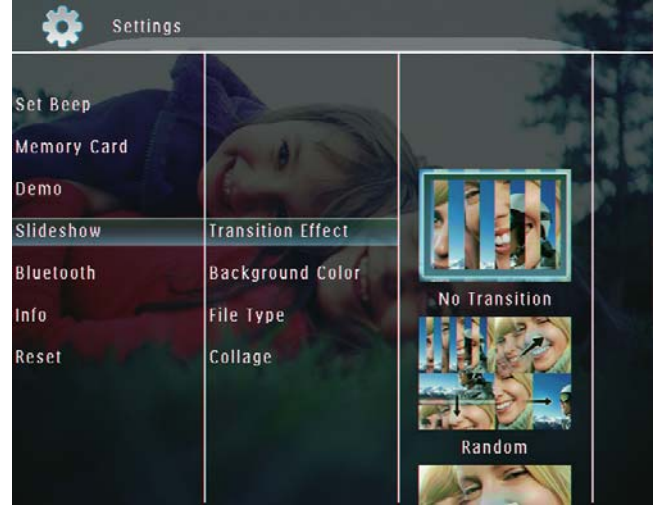 Settings
Set Beep
Memory Card
Demo
Slideshow
Bluetooth
Info
Reset
Transition Effect
Background Color
File Type
Collage
No Transition
Random